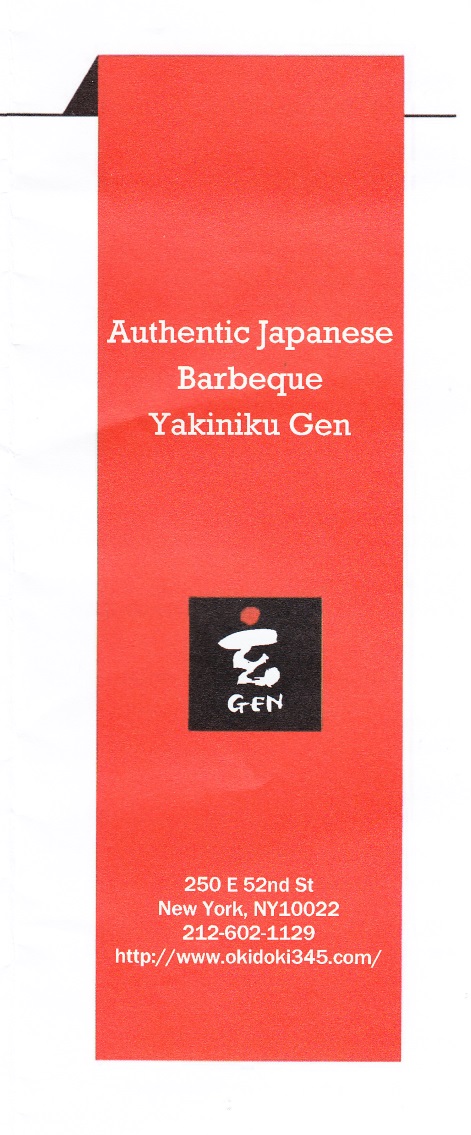 Authentic Japanese
Barbeque
Yakiniku Gen
玄
GEN
250 E 52nd St
New York, NY10022
212-602-1129
http://www.okidoki345.com/